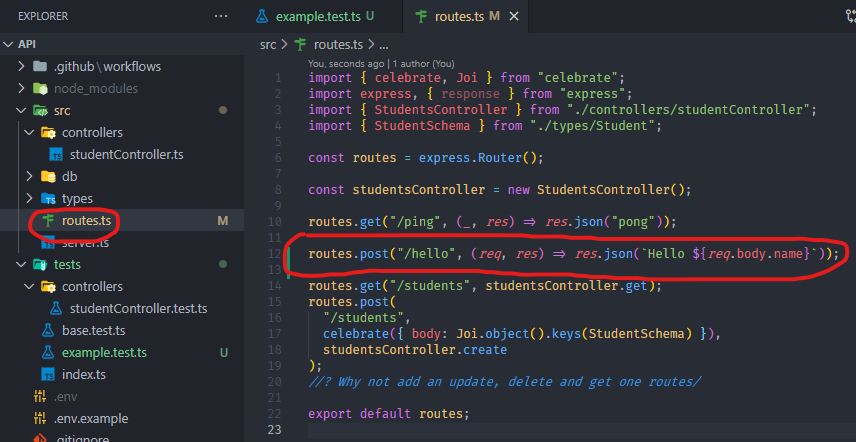 EXPLORER
API
.github\workflows
node_modules
src
controllers
TS studentController.ts
db
TS types
routes.ts M
TS server.ts
tests
controllers
studentController.test.ts
base.test.ts
example.test.ts U
TS index.ts
.env
.env.example
.gitignore
example.test.ts U routes.ts M
src > routes.ts > ...
You, seconds ago | 1 author (You)
1 import { celebrate, Joi } from "celebrate";
2 import express, { response } from "express";
3 import { StudentsController } from "./controllers/studentController";
4 import { StudentSchema } from "./types/Student";
5
6 const routes = express.Router();
7
8 const studentsController = new StudentsController();
9
10 routes.get("/ping", (_, res) => res.json("pong"));
11
12 routes.post("/hello", (req, res) => res.json(`Hello ${req.body.name}`));
13
14 routes.get("/students", studentsController.get);
15 routes.post(
16 "/students",
17 celebrate({ body: Joi.object().keys(StudentSchema) }),
18 studentsController.create
19 );
20 //? Why not add an update, delete and get one routes/
21
22 export default routes;
23